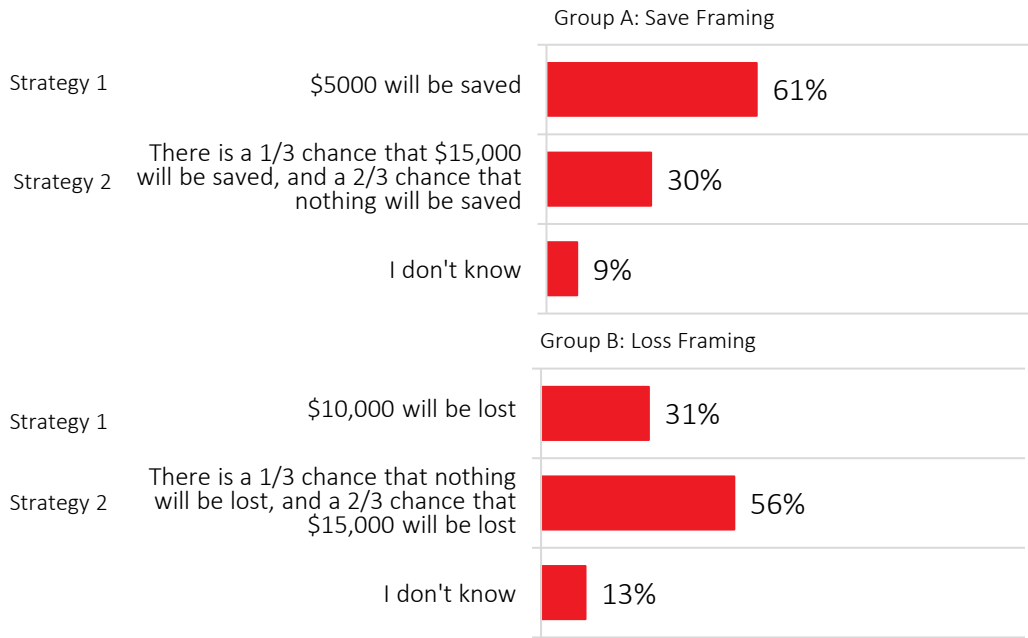 Group A: Save Framing
Strategy 1
$5000 will be saved
61%
Strategy 2
There is a 1/3 chance that $15,000
will be saved, and a 2/3 chance that
nothing will be saved
30%
I don't know
9%
Group B: Loss Framing
Strategy 1
$10,000 will be lost
31%
Strategy 2
There is a 1/3 chance that nothing
will be lost, and a 2/3 chance that
$15,000 will be lost
56%
I don't know
13%